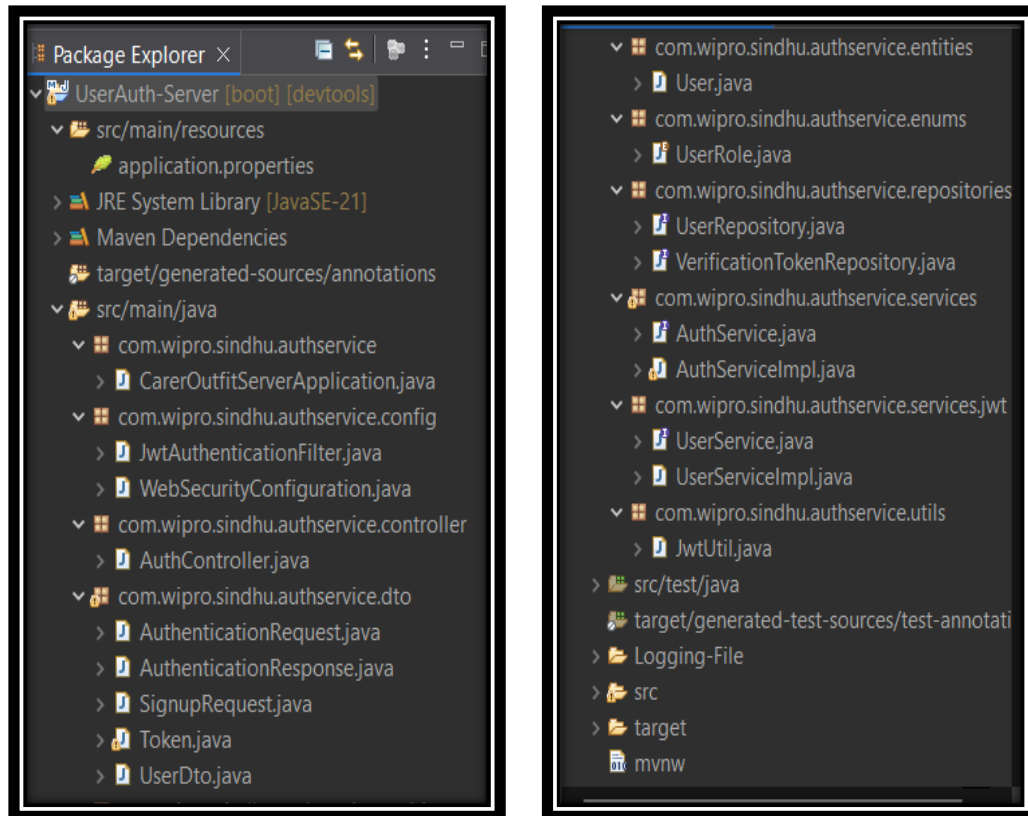 Package Explorer
UserAuth-Server [boot] [devtools]
src/main/resources
application.properties
JRE System Library [JavaSE-21]
Maven Dependencies
target/generated-sources/annotations
src/main/java
com.wipro.sindhu.authservice
CarerOutfitServerApplication.java
com.wipro.sindhu.authservice.config
JwtAuthenticationFilter.java
WebSecurityConfiguration.java
com.wipro.sindhu.authservice.controller
AuthController.java
com.wipro.sindhu.authservice.dto
AuthenticationRequest.java
AuthenticationResponse.java
SignupRequest.java
Token.java
UserDto.java
com.wipro.sindhu.authservice.entities
User.java
com.wipro.sindhu.authservice.enums
UserRole.java
com.wipro.sindhu.authservice.repositories
UserRepository.java
VerificationTokenRepository.java
com.wipro.sindhu.authservice.services
AuthService.java
AuthServiceImpl.java
com.wipro.sindhu.authservice.services.jwt
UserService.java
UserServiceImpl.java
com.wipro.sindhu.authservice.utils
JwtUtil.java
src/test/java
target/generated-test-sources/test-annotati
Logging-File
src
target
mvnw